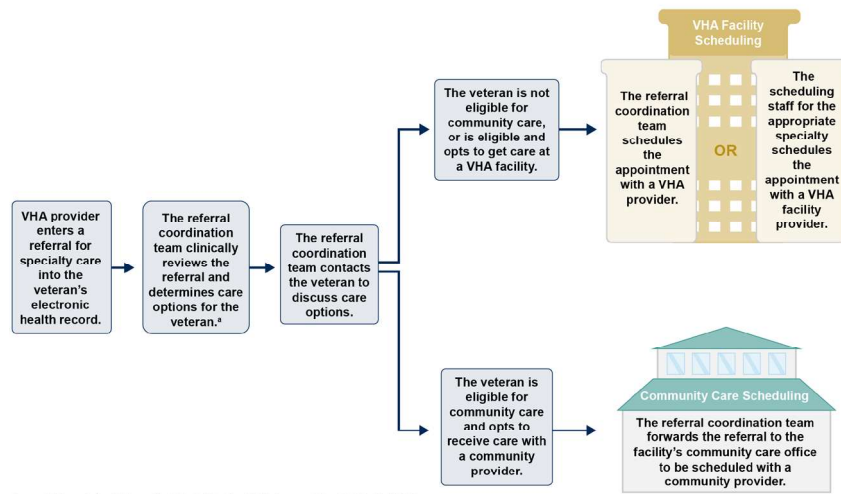 VHA provider
enters a
referral for
specialty care
into the
veteran's
electronic
health record.
The referral
coordination
team clinically
reviews the
referral and
determines care
options for the
veteran.ª
The referral
coordination
team contacts
the veteran to
discuss care
options.
The veteran is not
eligible for
community care,
or is eligible and
opts to get care at
a VHA facility.
VHA Facility
Scheduling
The referral
coordination
team
schedules
the
appointment
with a VHA
provider.
OR
The
scheduling
staff for the
appropriate
specialty
schedules
the
appointment
with a VHA
facility
provider.
The veteran is
eligible for
community care
and opts to
receive care with
a community
provider.
Community Care Scheduling
The referral coordination team
forwards the referral to the
facility's community care office
to be scheduled with a
community provider.